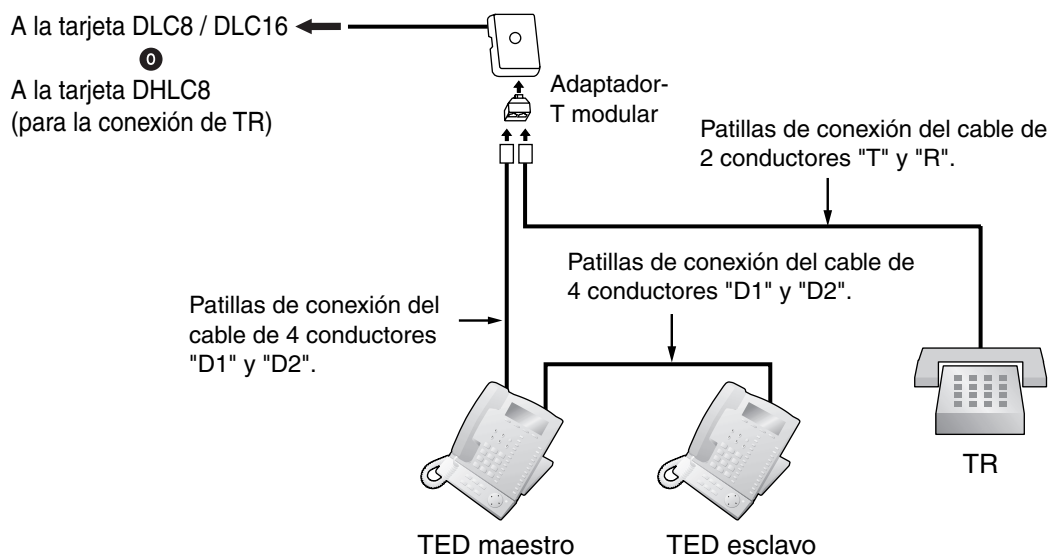 A la tarjeta DLC8 / DLC16
O
A la tarjeta DHLC8
(para la conexión de TR)
Adaptador-
T modular
Patillas de conexión del cable de
2 conductores "T" y "R".
Patillas de conexión del cable de
4 conductores "D1" y "D2".
Patillas de conexión del
cable de 4 conductores
"D1" y "D2".
TR
TED maestro
TED esclavo